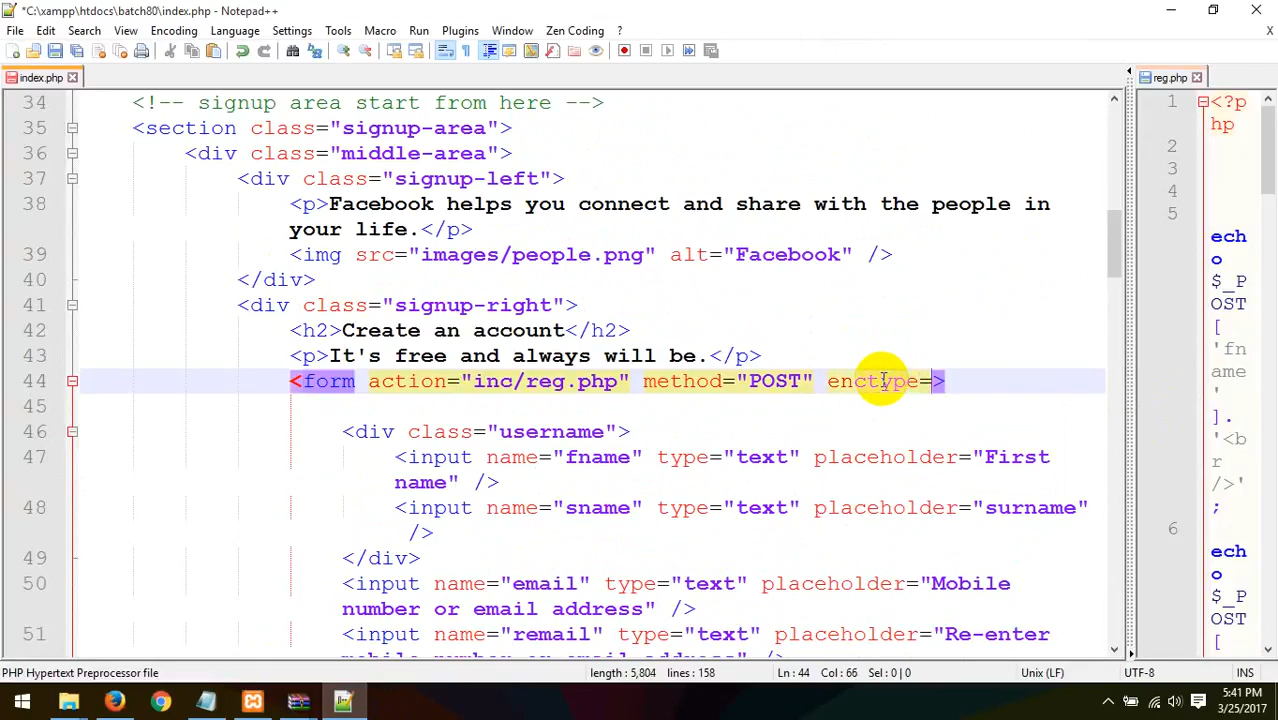 *C:\xampp\htdocs\batch80\index.php - Notepad++
File Edit Search View Encoding Language Settings Tools Macro Run Plugins Window Zen Coding ? X
index.php
reg.php
34 <!-- signup area start from here -->
35 <section class="signup-area">
36 <div class="middle-area">
37 <div class="signup-left">
38 <p>Facebook helps you connect and share with the people in
your life.</p>
39 <img src="images/people.png" alt="Facebook" />
40 </div>
41 <div class="signup-right">
42 <h2>Create an account</h2>
43 <p>It's free and always will be.</p>
44 <form action="inc/reg.php" method="POST" enctype=>
45
46 <div class="username">
47 <input name="fname" type="text" placeholder="First
name" />
48 <input name="sname" type="text" placeholder="surname"
/>
49 </div>
50 <input name="email" type="text" placeholder="Mobile
number or email address" />
51 <input name="remail" type="text" placeholder="Re-enter
mobile number or email address" />
1 <?p
hp
2
3
4
5
ech
o
$_P
OST
[
'fn
ame
'
].
'<b
r
/>'
;
6
ech
o
$_P
OST
[
PHP Hypertext Preprocessor file length : 5,804 lines : 158 Ln : 44 Col : 66 Sel : 0 | 0 Unix (LF) UTF-8 INS
5:41 PM
3/25/2017